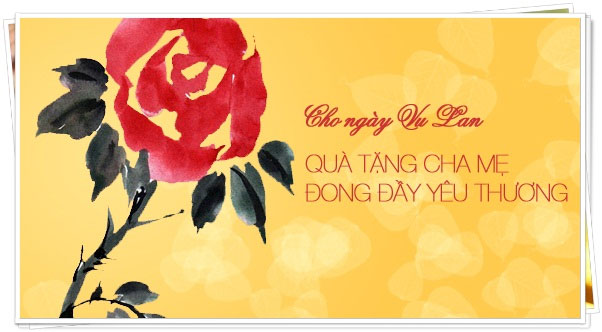 Cho ngày Vu Lan
QUÀ TẶNG CHA MẸ
ĐONG ĐẦY YÊU THƯƠNG